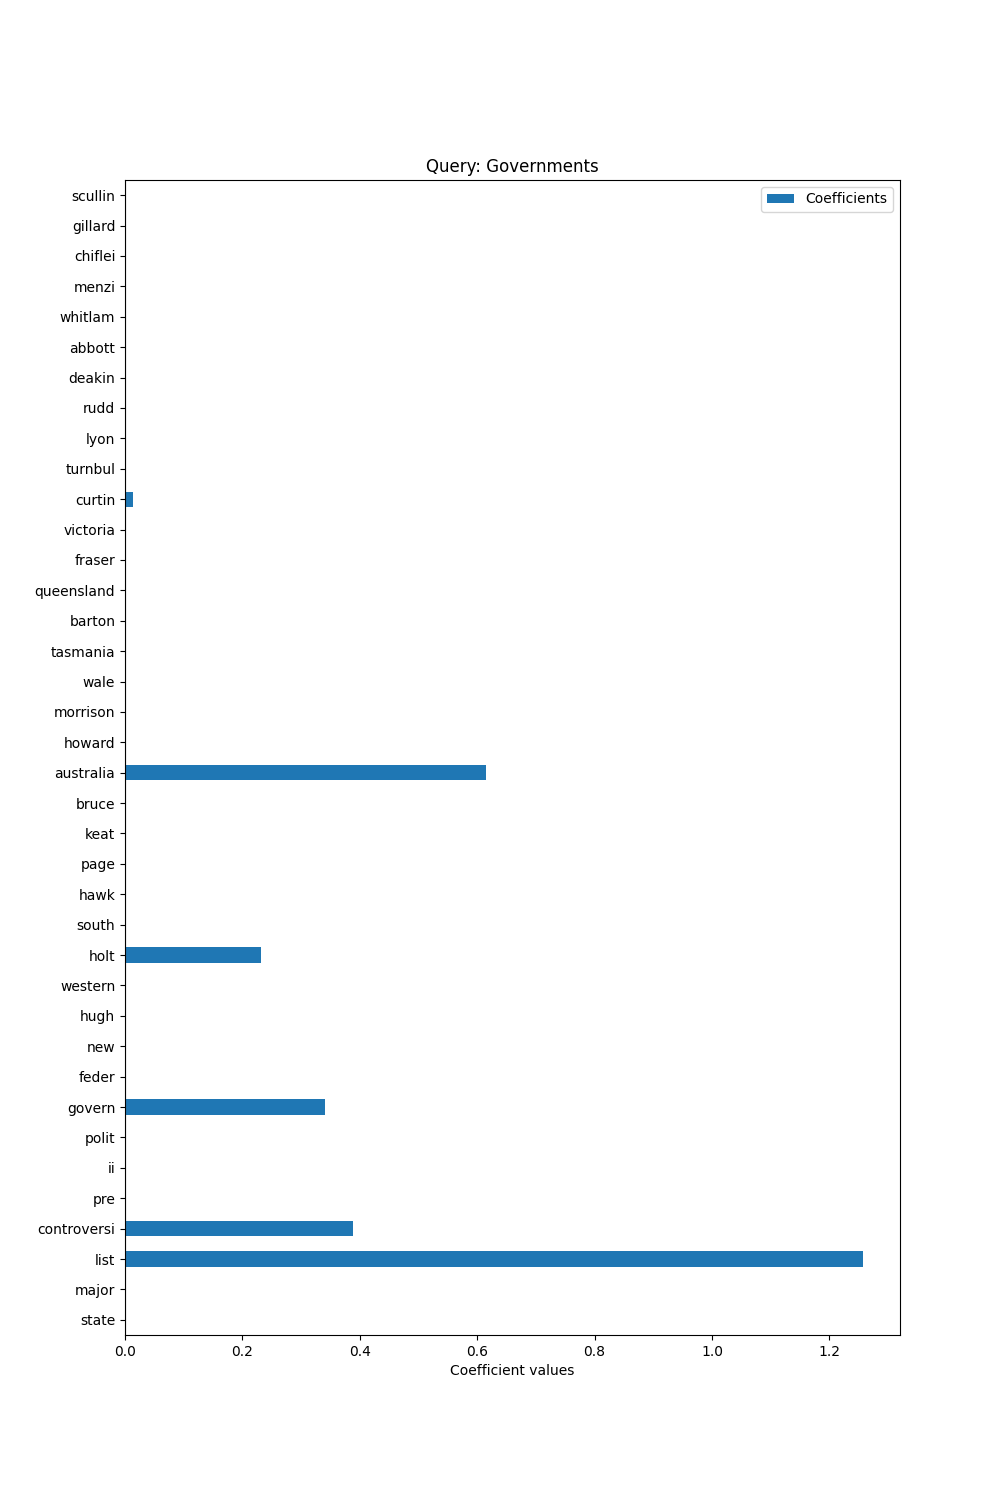 Query: Governments
Coefficients
scullin
gillard
chiflei
menzi
whitlam
abbott
deakin
rudd
lyon
turnbul
curtin
victoria
fraser
queensland
barton
tasmania
wale
morrison
howard
australia
bruce
keat
page
hawk
south
holt
western
hugh
new
feder
govern
polit
ii
pre
controversi
list
major
state
0.0 0.2 0.4 0.6 0.8 1.0 1.2
Coefficient values